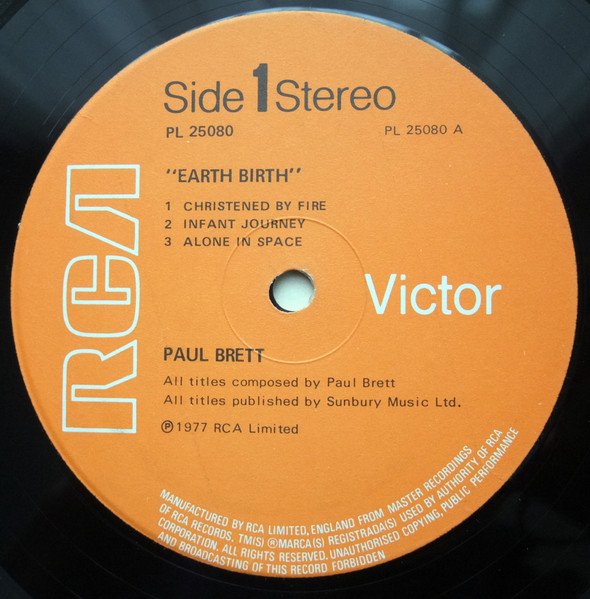 Side 1 Stereo
PL 25080 PL 25080 A
"EARTH BIRTH"
1 CHRISTENED BY FIRE
2 INFANT JOURNEY
3 ALONE IN SPACE
RCA
Victor
PAUL BRETT
All titles composed by Paul Brett
All titles published by Sunbury Music Ltd.
Ⓟ1977 RCA Limited
MANUFACTURED BY RCA LIMITED, ENGLAND FROM MASTER RECORDINGS
OF RCA RECORDS, TM(S) ®MARCA(S) REGISTRADA(S) USED BY AUTHORITY OF RCA
CORPORATION. ALL RIGHTS RESERVED. UNAUTHORISED COPYING PUBLIC PERFORMANCE
AND BROADCASTING OF THIS RECORD FORBIDDEN